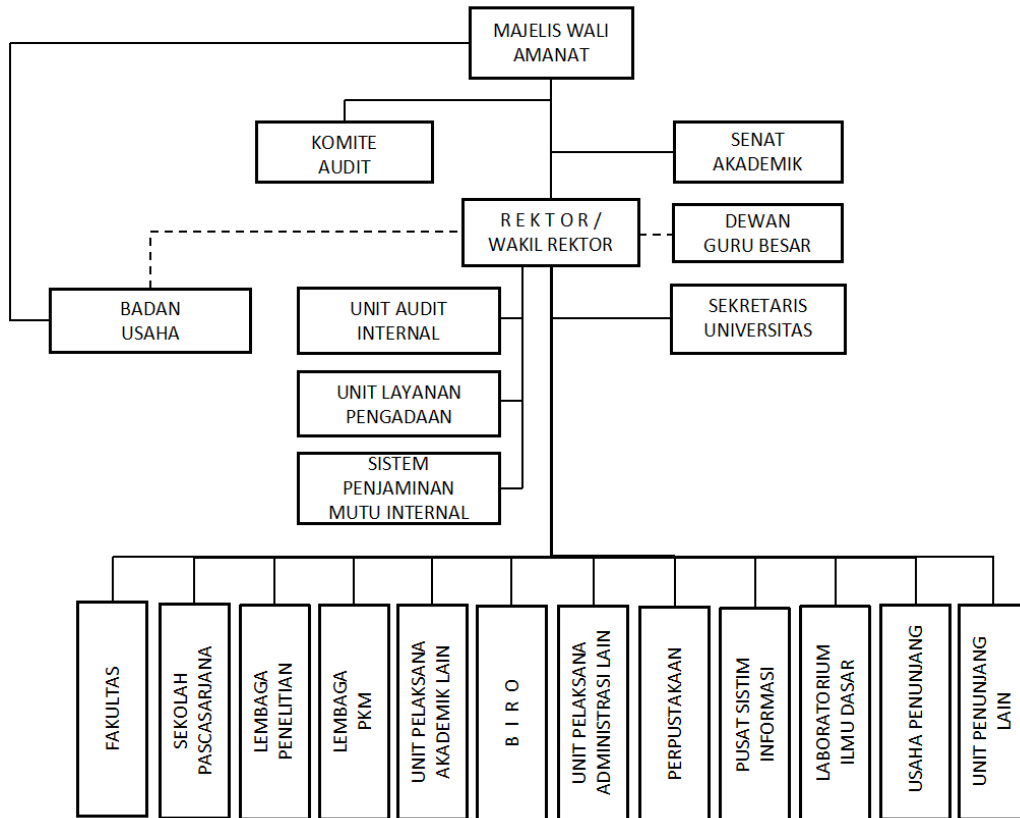 MAJELIS WALI
AMANAT
KOMITE
AUDIT
SENAT
AKADEMIK
R E K T O R /
WAKIL REKTOR
DEWAN
GURU BESAR
BADAN
USAHA
UNIT AUDIT
INTERNAL
SEKRETARIS
UNIVERSITAS
UNIT LAYANAN
PENGADAAN
SISTEM
PENJAMINAN
MUTU INTERNAL
FAKULTAS
SEKOLAH
PASCASARJANA
LEMBAGA
PENELITIAN
LEMBAGA
PKM
UNIT PELAKSANA
AKADEMIK LAIN
B I R O
UNIT PELAKSANA
ADMINISTRASI LAIN
PERPUSTAKAAN
PUSAT SISTIM
INFORMASI
LABORATORIUM
ILMU DASAR
USAHA PENUNJANG
UNIT PENUNJANG
LAIN